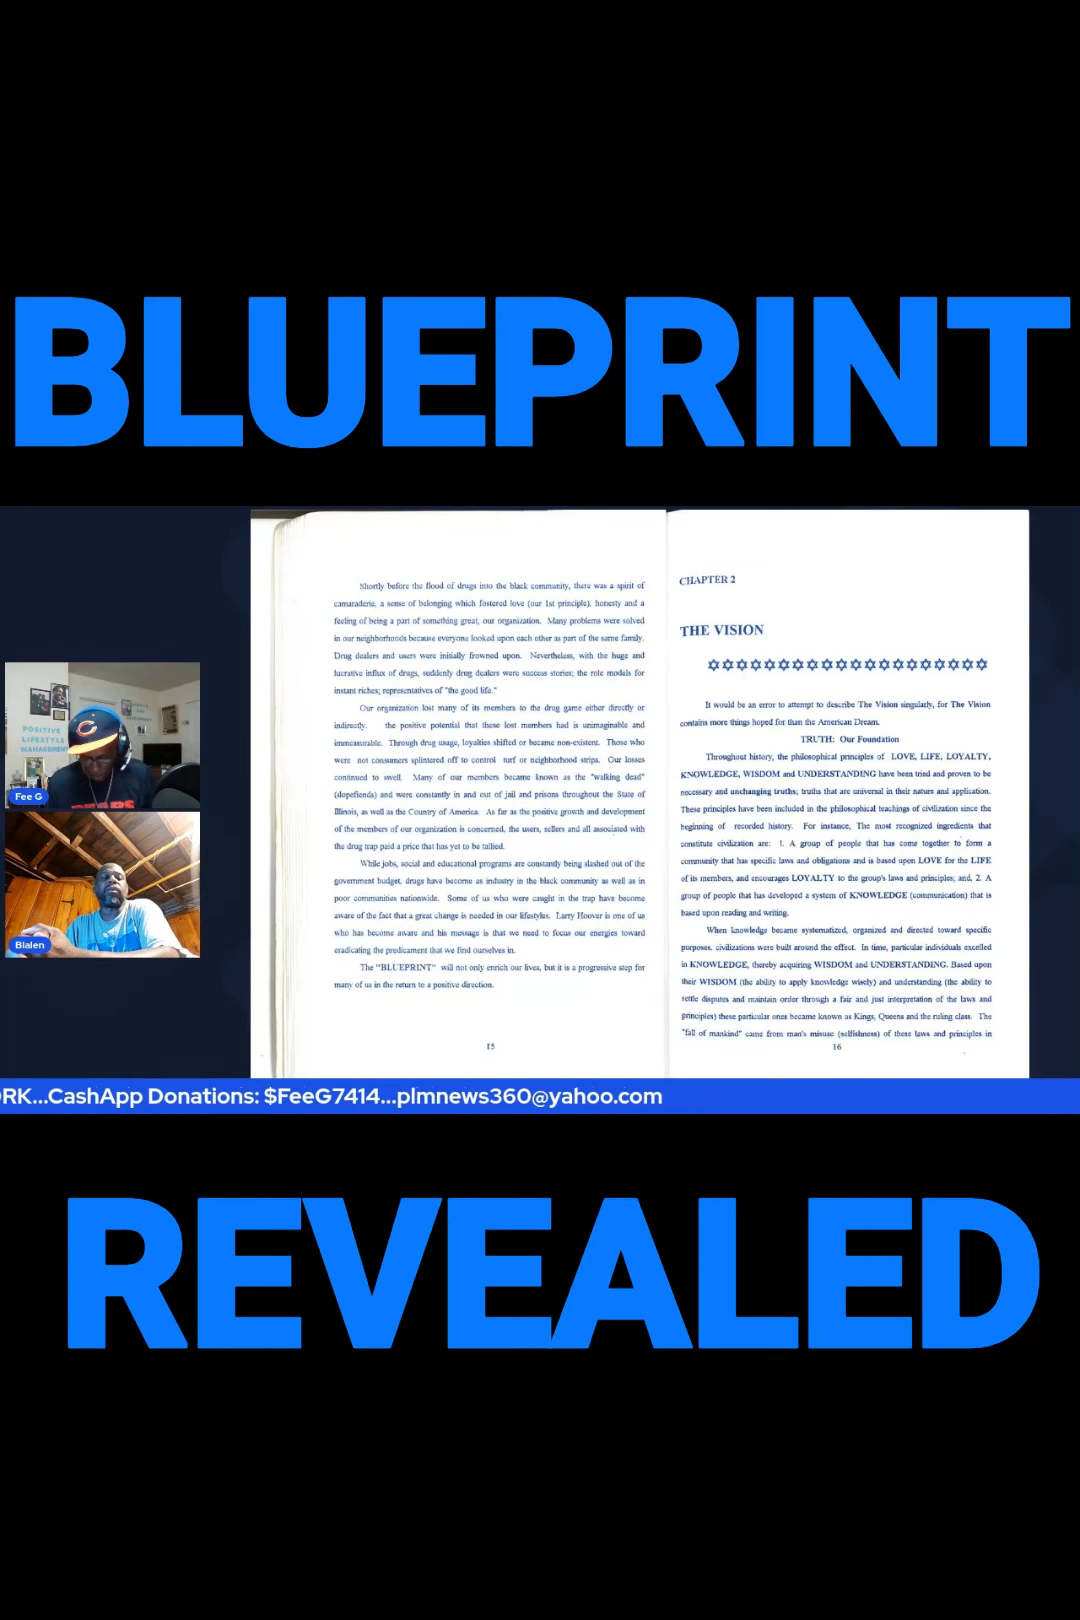 BLUEPRINT
Shortly before the flood of drugs into the black community, there was a spirit of
camaraderie, a sense of belonging which fostered love (our 1st principle), honesty and a
feeling of being a part of something great, our organization. Many problems were solved
in our neighborhoods because everyone looked upon each other as part of the same family.
Drug dealers and users were initially frowned upon. Nevertheless, with the huge and
lucrative influx of drugs, suddenly drug dealers were success stories; the role models for
instant riches; representatives of "the good life."
Our organization lost many of its members to the drug game either directly or
indirectly. the positive potential that these lost members had is unimaginable and
immeasurable. Through drug usage, loyalties shifted or became non-existent. Those who
were not consumers splintered off to control turf or neighborhood strips. Our losses
continued to swell. Many of our members became known as the "walking dead"
(dopefiends) and were constantly in and out of jail and prisons throughout the State of
Illinois, as well as the Country of America. As far as the positive growth and development
of the members of our organization is concerned, the users, sellers and all associated with
the drug trap paid a price that has yet to be tallied.
While jobs, social and educational programs are constantly being slashed out of the
government budget, drugs have become as industry in the black community as well as in
poor communities nationwide. Some of us who were caught in the trap have become
aware of the fact that a great change is needed in our lifestyles. Larry Hoover is one of us
who has become aware and his message is that we need to focus our energies toward
eradicating the predicament that we find ourselves in.
The "BLUEPRINT" will not only enrich our lives, but it is a progressive step for
many of us in the return to a positive direction.
15
CHAPTER 2
THE VISION
It would be an error to attempt to describe The Vision singularly, for The Vision
contains more things hoped for than the American Dream.
TRUTH: Our Foundation
Throughout history, the philosophical principles of LOVE, LIFE, LOYALTY,
KNOWLEDGE, WISDOM and UNDERSTANDING have been tried and proven to be
necessary and unchanging truths; truths that are universal in their nature and application.
These principles have been included in the philosophical teachings of civilization since the
beginning of recorded history. For instance, The most recognized ingredients that
constitute civilization are: 1. A group of people that has come together to form a
community that has specific laws and obligations and is based upon LOVE for the LIFE
of its members, and encourages LOYALTY to the group's laws and principles; and, 2. A
group of people that has developed a system of KNOWLEDGE (communication) that is
based upon reading and writing.
When knowledge became systematized, organized and directed toward specific
purposes, civilizations were built around the effect. In time, particular individuals excelled
in KNOWLEDGE, thereby acquiring WISDOM and UNDERSTANDING. Based upon
their WISDOM (the ability to apply knowledge wisely) and understanding (the ability to
settle disputes and maintain order through a fair and just interpretation of the laws and
principles) these particular ones became known as Kings, Queens and the ruling class. The
"fall of mankind" came from man's misuse (selfishness) of these laws and principles in
16
POSITIVE
LIFESTYLE
MANAGEMENT
C
BEARS
Fee G
Blalen
ORK...CashApp Donations: $FeeG7414...plmnews360@yahoo.com
REVEALED